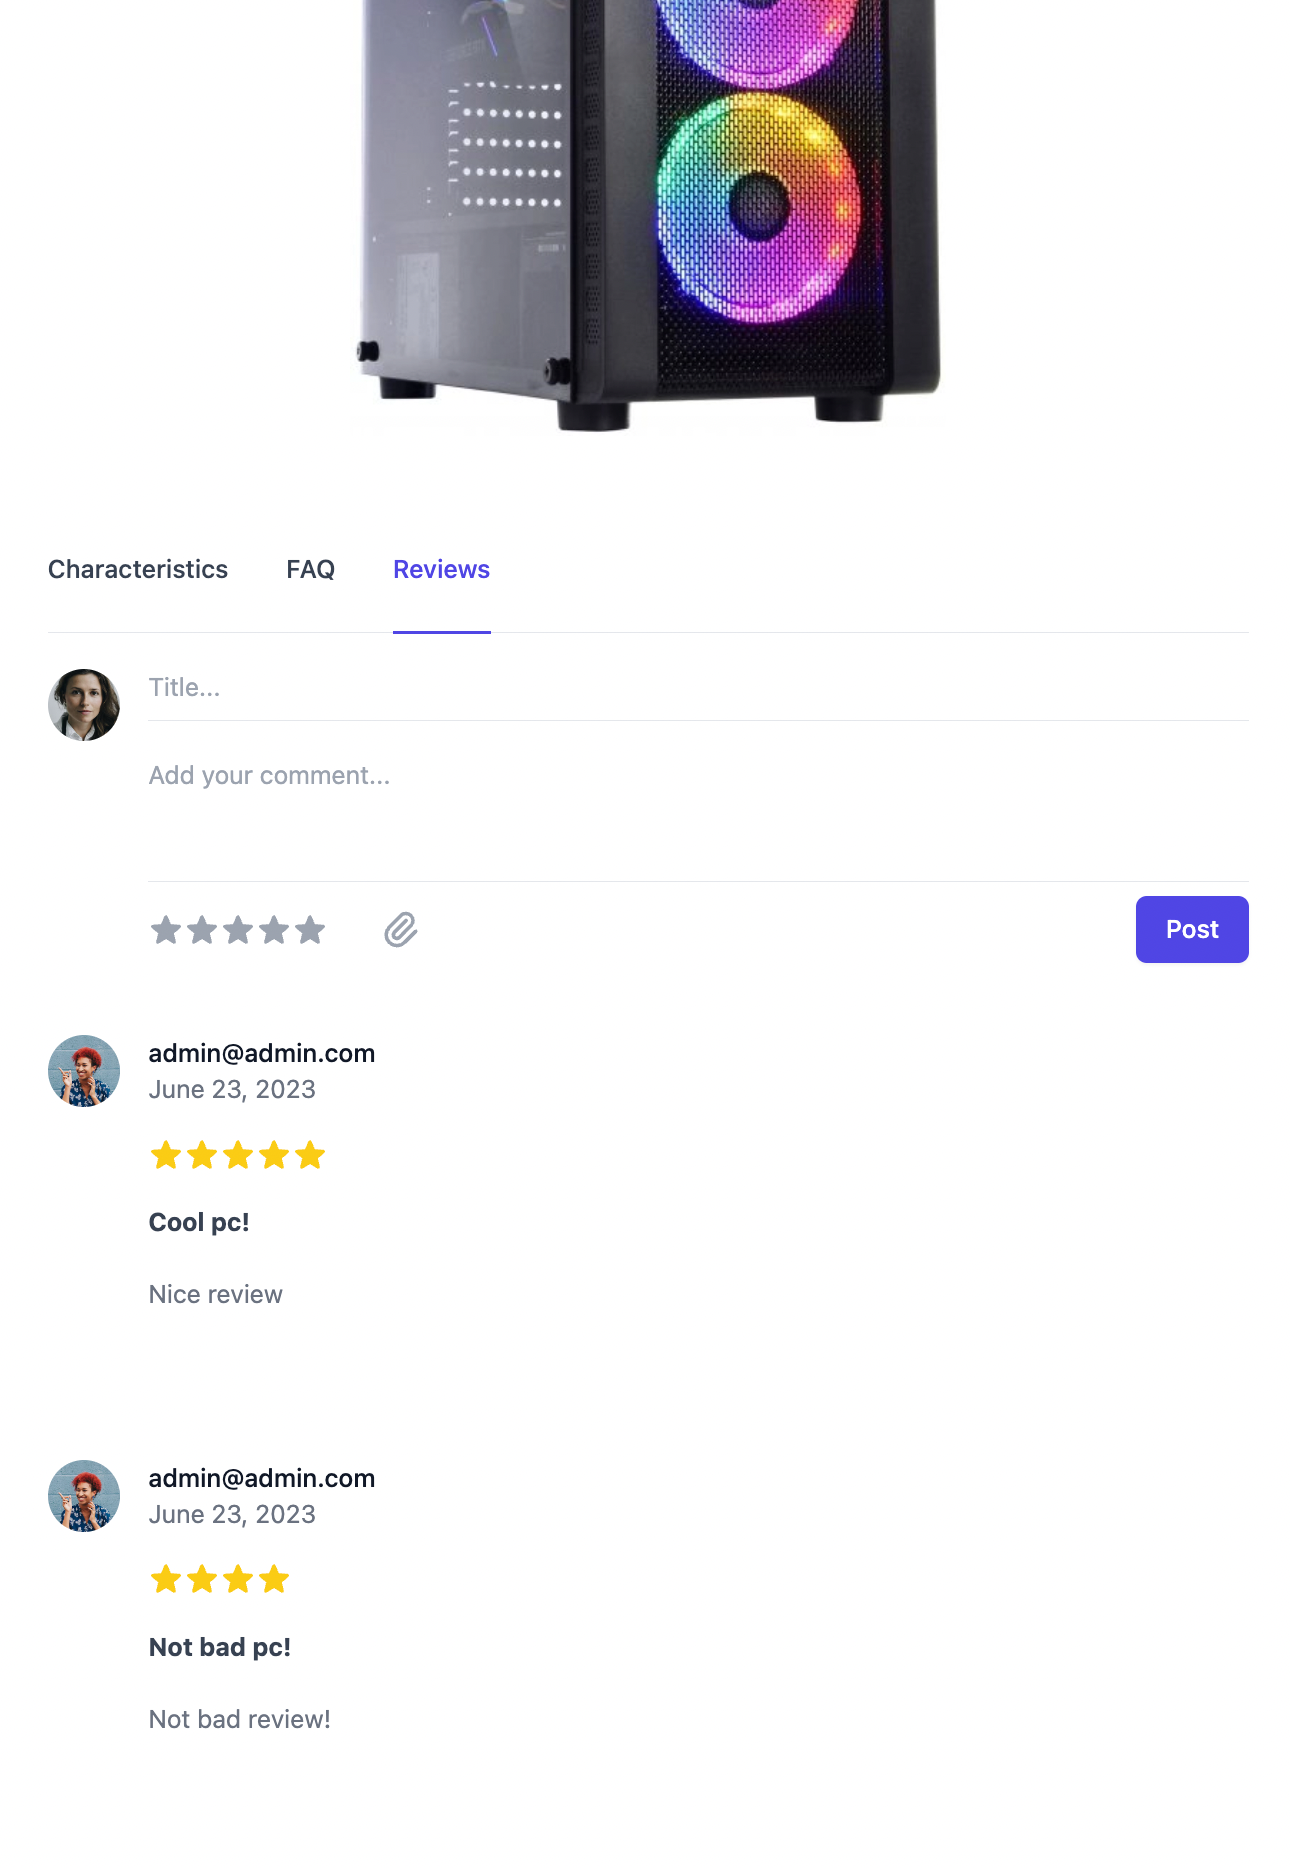 Characteristics FAQ Reviews
Title...
Add your comment...
Post
admin@admin.com
June 23, 2023
Cool pc!
Nice review
admin@admin.com
June 23, 2023
Not bad pc!
Not bad review!